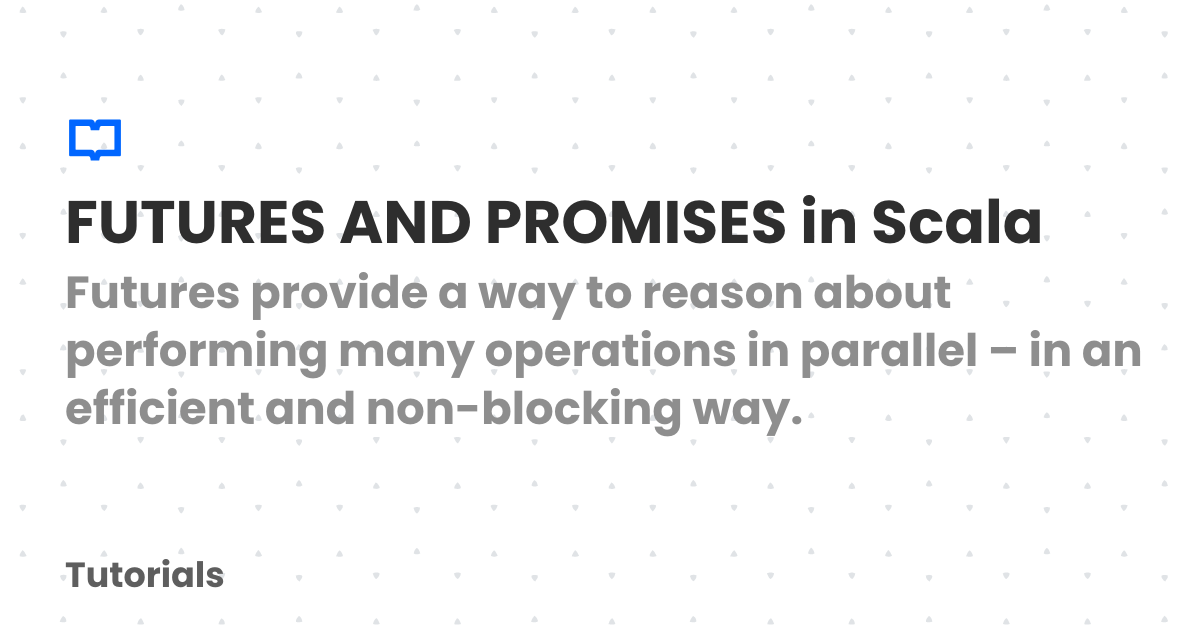 FUTURES AND PROMISES in Scala
Futures provide a way to reason about
performing many operations in parallel – in an
efficient and non-blocking way.
Tutorials